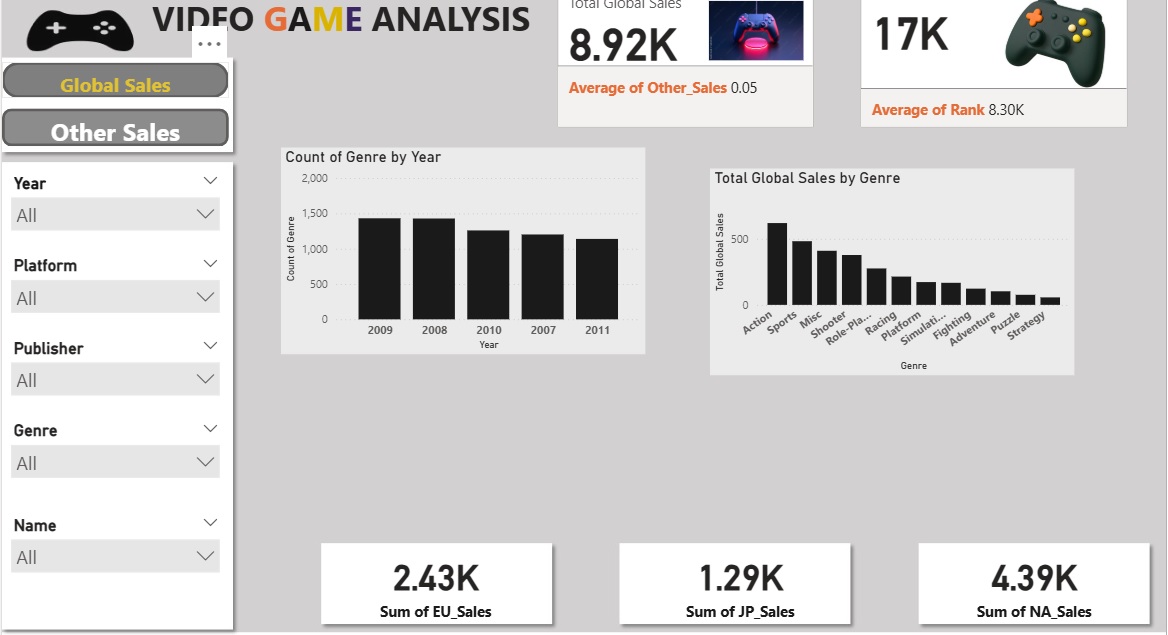 VIDEO GAME ANALYSIS
Global Sales
Other Sales
Year
All
Platform
All
Publisher
All
Genre
All
Name
All
Total Global Sales
8.92K
Average of Other_Sales 0.05
17K
Average of Rank 8.30K
Count of Genre by Year
Count of Genre
2,000
1,500
1,000
500
0
2009 2008 2010 2007 2011
Year
Total Global Sales by Genre
Total Global Sales
500
0
Action Sports Misc Shooter Role-Pla... Racing Platform Simulati... Fighting Adventure Puzzle Strategy
Genre
2.43K
Sum of EU_Sales
1.29K
Sum of JP_Sales
4.39K
Sum of NA_Sales